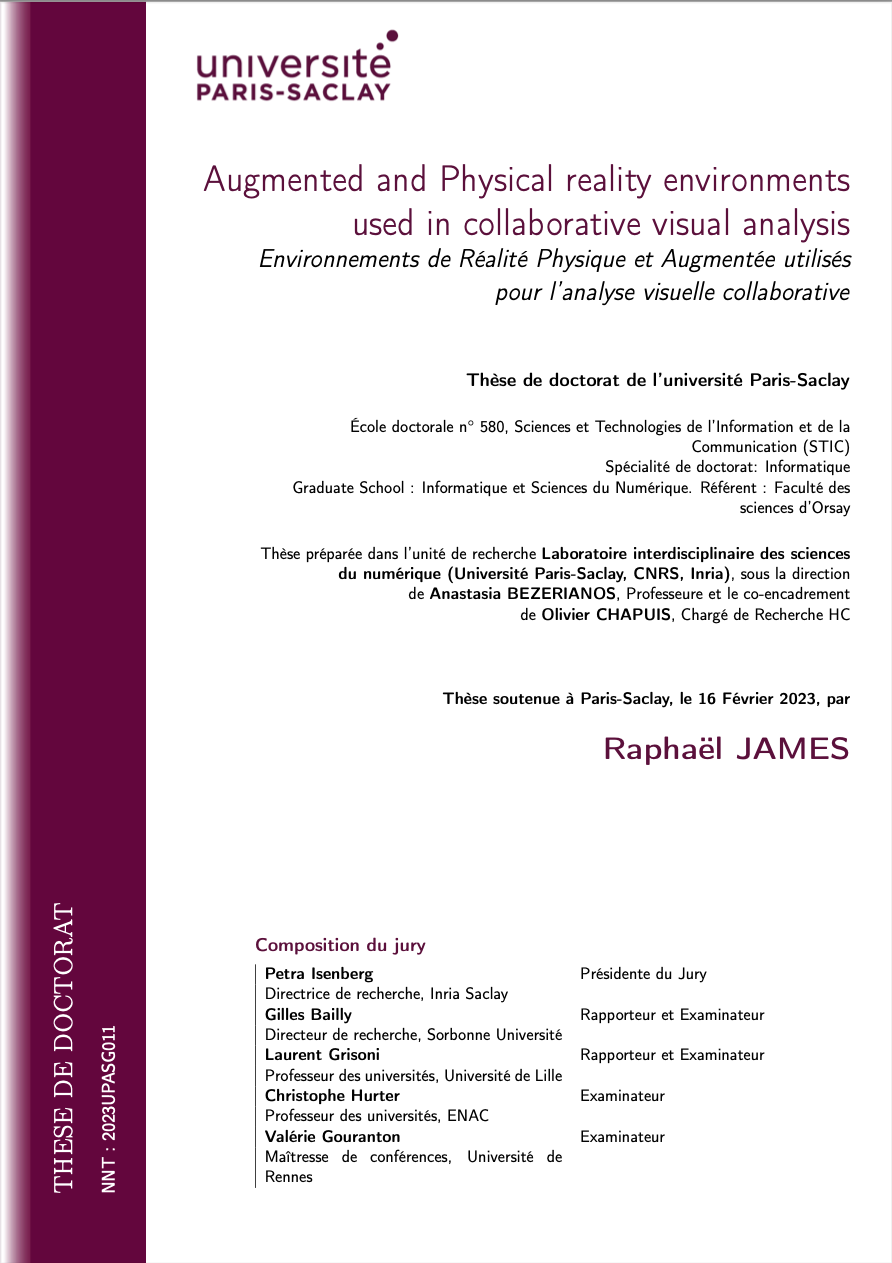 université
PARIS-SACLAY
Augmented and Physical reality environments
used in collaborative visual analysis
Environnements de Réalité Physique et Augmentée utilisés
pour l'analyse visuelle collaborative
Thèse de doctorat de l'université Paris-Saclay
École doctorale n° 580, Sciences et Technologies de l'Information et de la
Communication (STIC)
Spécialité de doctorat: Informatique
Graduate School : Informatique et Sciences du Numérique. Référent : Faculté des
sciences d'Orsay
Thèse préparée dans l'unité de recherche Laboratoire interdisciplinaire des sciences
du numérique (Université Paris-Saclay, CNRS, Inria), sous la direction
de Anastasia BEZERIANOS, Professeure et le co-encadrement
de Olivier CHAPUIS, Chargé de Recherche HC
Thèse soutenue à Paris-Saclay, le 16 Février 2023, par
Raphaël JAMES
Composition du jury
Petra Isenberg Présidente du Jury
Directrice de recherche, Inria Saclay
Gilles Bailly Rapporteur et Examinateur
Directeur de recherche, Sorbonne Université
Laurent Grisoni Rapporteur et Examinateur
Professeur des universités, Université de Lille
Christophe Hurter Examinateur
Professeur des universités, ENAC
Valérie Gouranton Examinateur
Maîtresse de conférences, Université de
Rennes
THESE DE DOCTORAT
NNT : 2023UPASG011